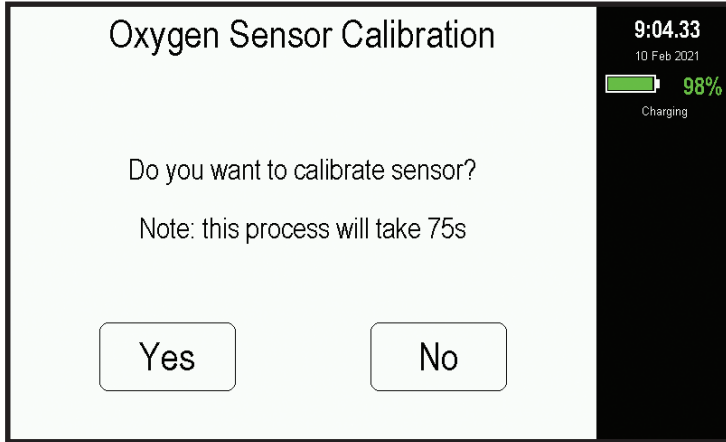 Oxygen Sensor Calibration
Do you want to calibrate sensor?
Note: this process will take 75s
Yes
No
9:04.33
10 Feb 2021
98%
Charging